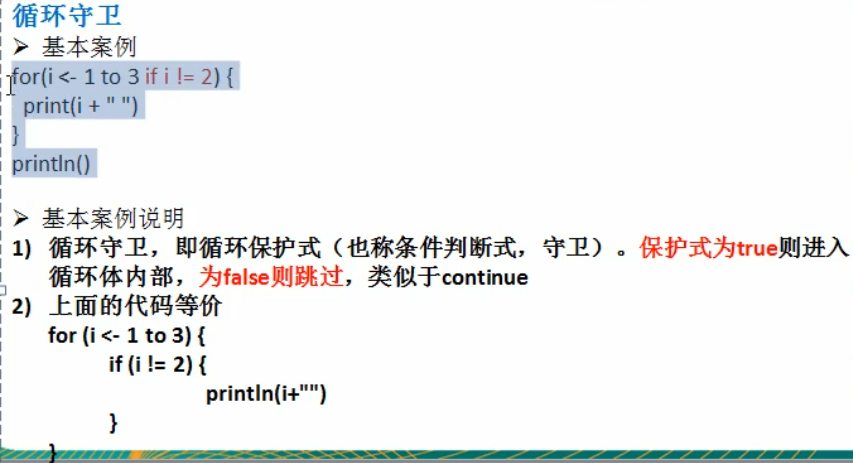 循环守卫
➢ 基本案例
for(i <- 1 to 3 if i != 2) {
print(i + " ")
}
println()
➢ 基本案例说明
1) 循环守卫，即循环保护式（也称条件判断式，守卫）。保护式为true则进入
循环体内部，为false则跳过，类似于continue
2) 上面的代码等价
for (i <- 1 to 3) {
if (i != 2) {
println(i+"")
}
}